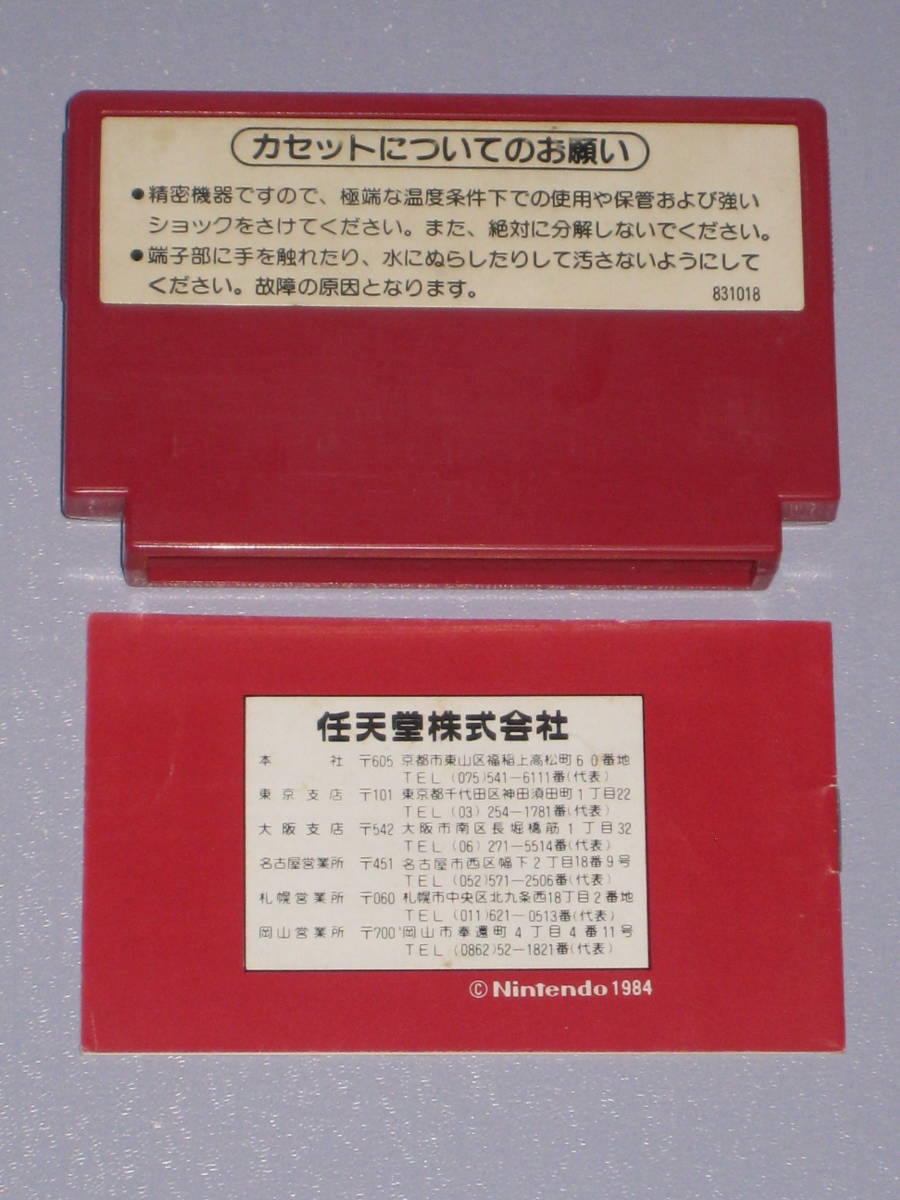 カセットについてのお願い
●精密機器ですので、極端な温度条件下での使用や保管および強い
ショックをさけてください。また、絶対に分解しないでください。
●端子部に手を触れたり、水にぬらしたりして汚さないようにして
ください。故障の原因となります。 831018
任天堂株式会社
本社 〒605 京都市東山区福稲上高松町60番地
TEL (075)541-6111番(代表)
東京支店 〒101 東京都千代田区神田須田町1丁目22
TEL (03) 254-1781番(代表)
大阪支店 〒542 大阪市南区長堀橋筋1丁目32
TEL (06) 271-5514番(代表)
名古屋営業所 〒451 名古屋市西区幅下2丁目18番9号
TEL (052)571-2506番(代表)
札幌営業所 〒060 札幌市中央区北九条西18丁目2番地
TEL (011)621-0513番(代表)
岡山営業所 〒700 岡山市奉還町4丁目4番11号
TEL (0862)52-1821番(代表)
©Nintendo 1984